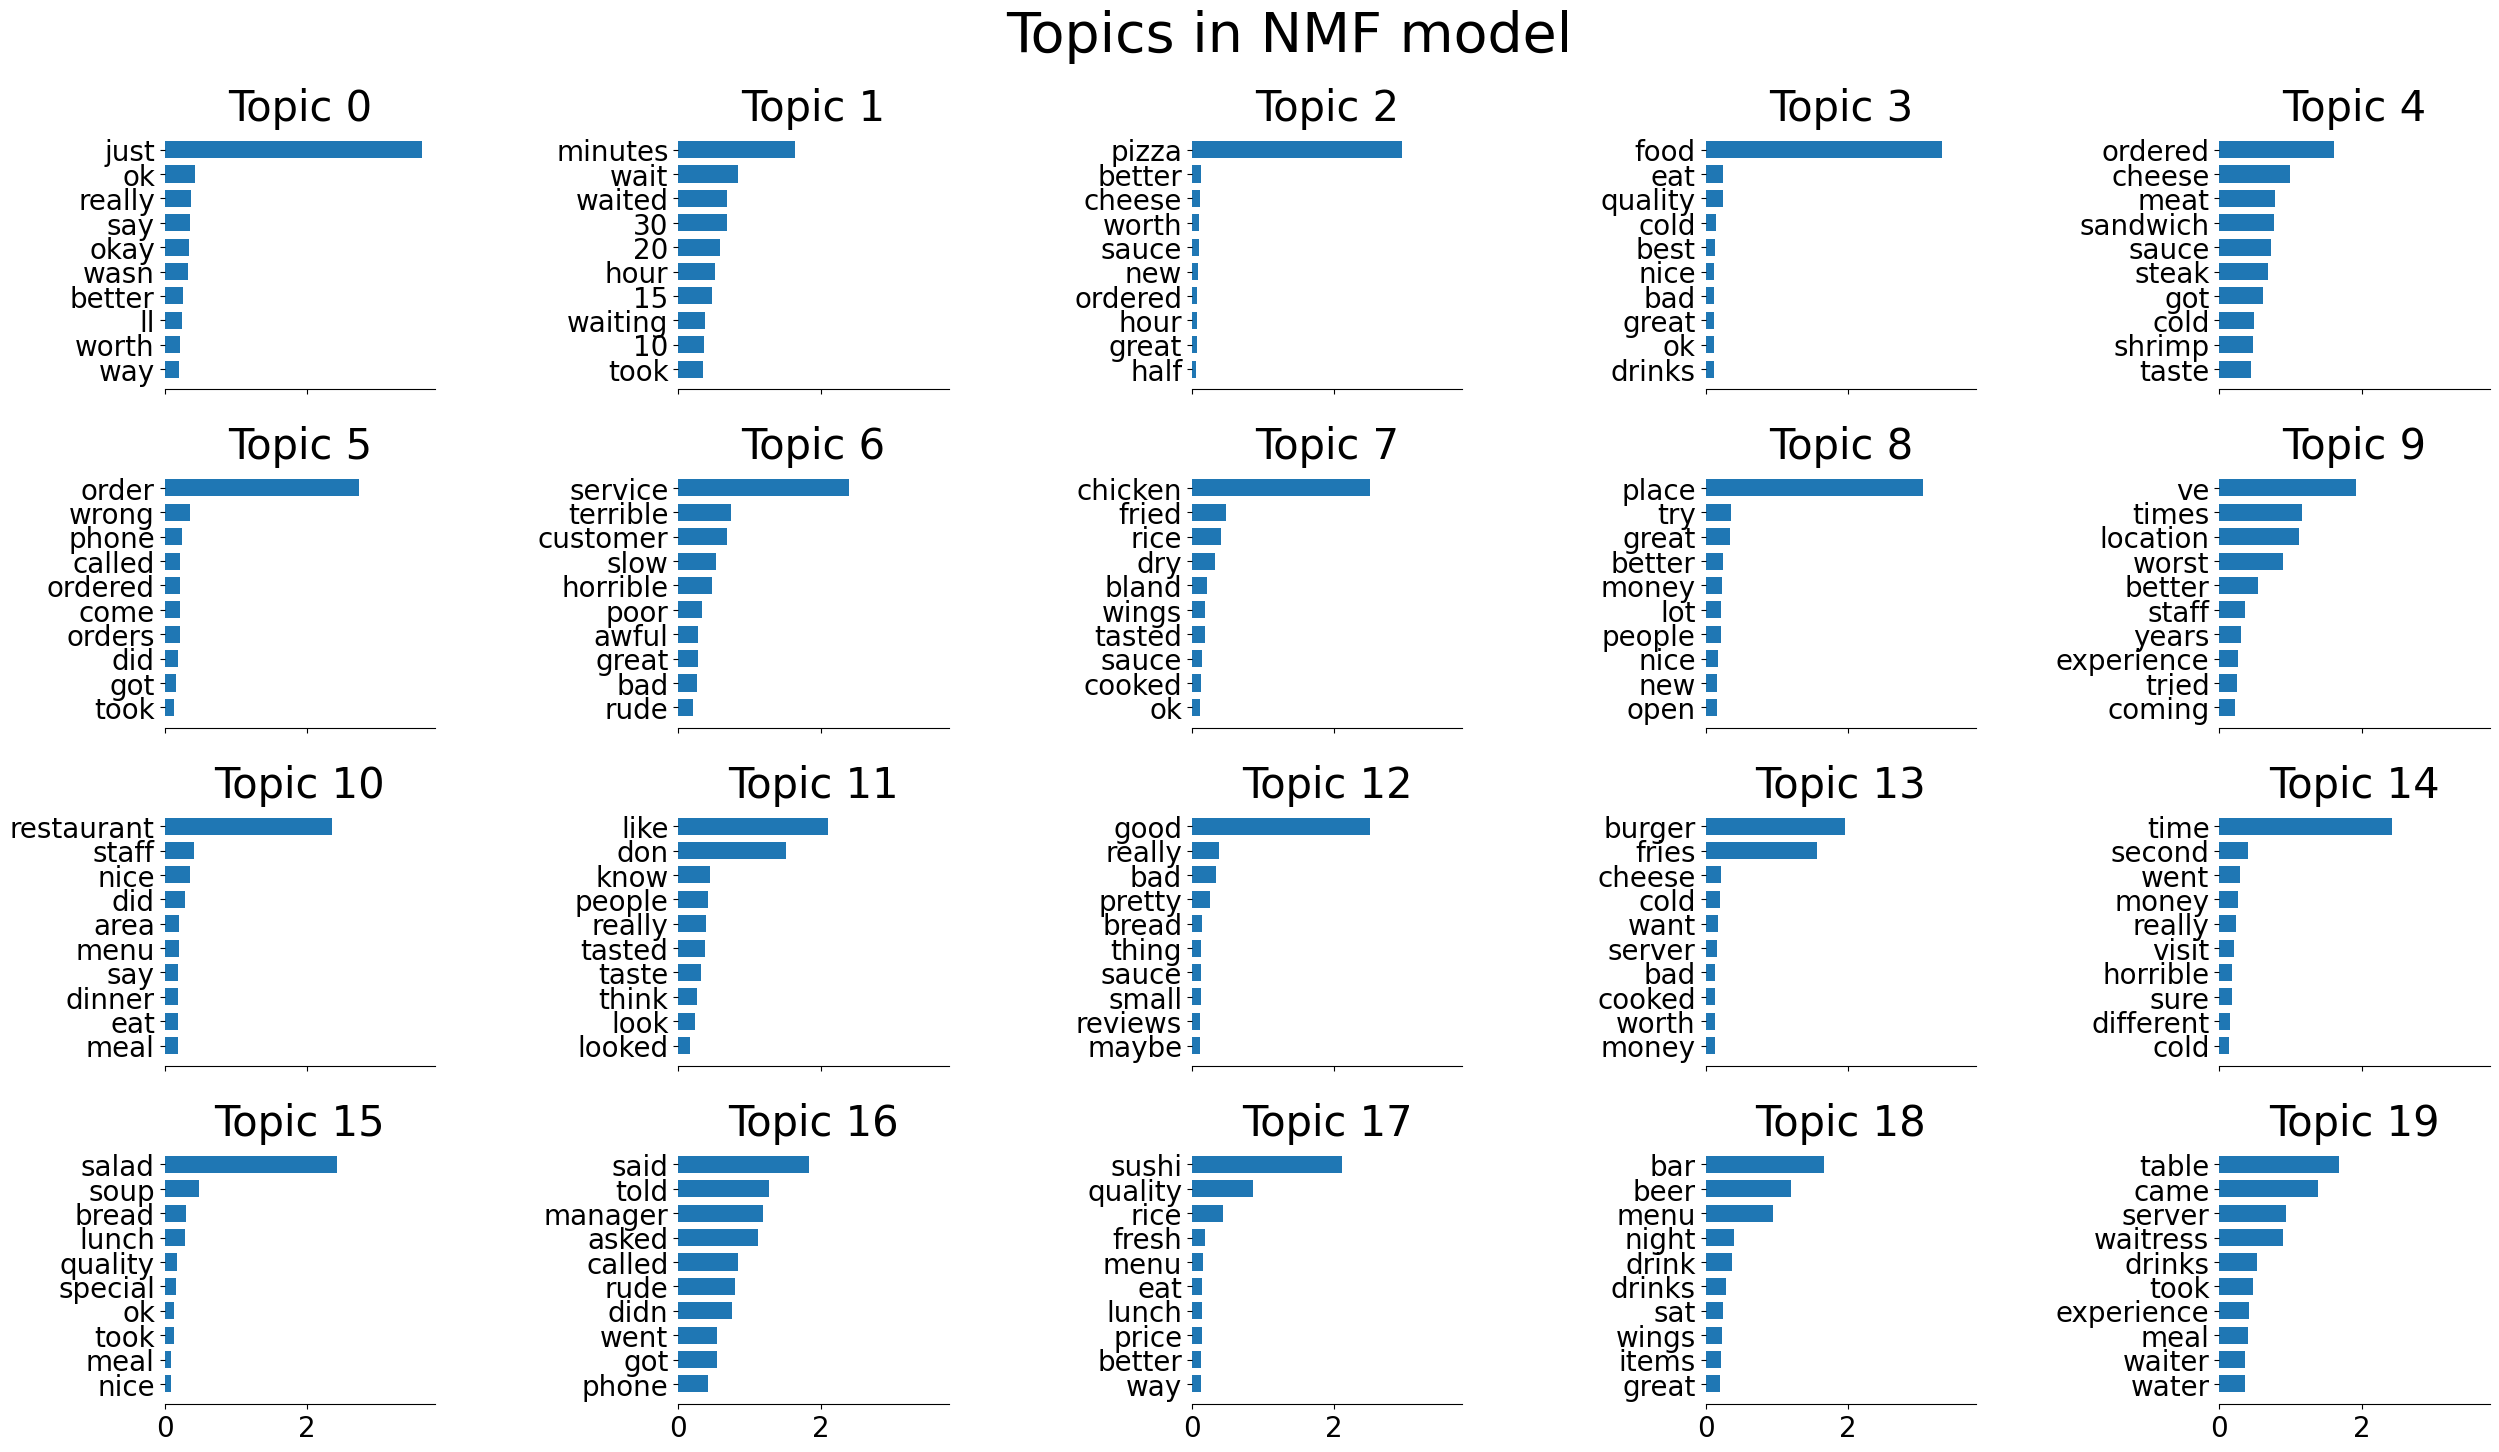 Topics in NMF model
Topic 0
just
ok
really
say
okay
wasn
better
ll
worth
way
Topic 1
minutes
wait
waited
30
20
hour
15
waiting
10
took
Topic 2
pizza
better
cheese
worth
sauce
new
ordered
hour
great
half
Topic 3
food
eat
quality
cold
best
nice
bad
great
ok
drinks
Topic 4
ordered
cheese
meat
sandwich
sauce
steak
got
cold
shrimp
taste
Topic 5
order
wrong
phone
called
ordered
come
orders
did
got
took
Topic 6
service
terrible
customer
slow
horrible
poor
awful
great
bad
rude
Topic 7
chicken
fried
rice
dry
bland
wings
tasted
sauce
cooked
ok
Topic 8
place
try
great
better
money
lot
people
nice
new
open
Topic 9
ve
times
location
worst
better
staff
years
experience
tried
coming
Topic 10
restaurant
staff
nice
did
area
menu
say
dinner
eat
meal
Topic 11
like
don
know
people
really
tasted
taste
think
look
looked
Topic 12
good
really
bad
pretty
bread
thing
sauce
small
reviews
maybe
Topic 13
burger
fries
cheese
cold
want
server
bad
cooked
worth
money
Topic 14
time
second
went
money
really
visit
horrible
sure
different
cold
Topic 15
salad
soup
bread
lunch
quality
special
ok
took
meal
nice
0 2
Topic 16
said
told
manager
asked
called
rude
didn
went
got
phone
0 2
Topic 17
sushi
quality
rice
fresh
menu
eat
lunch
price
better
way
0 2
Topic 18
bar
beer
menu
night
drink
drinks
sat
wings
items
great
0 2
Topic 19
table
came
server
waitress
drinks
took
experience
meal
waiter
water
0 2